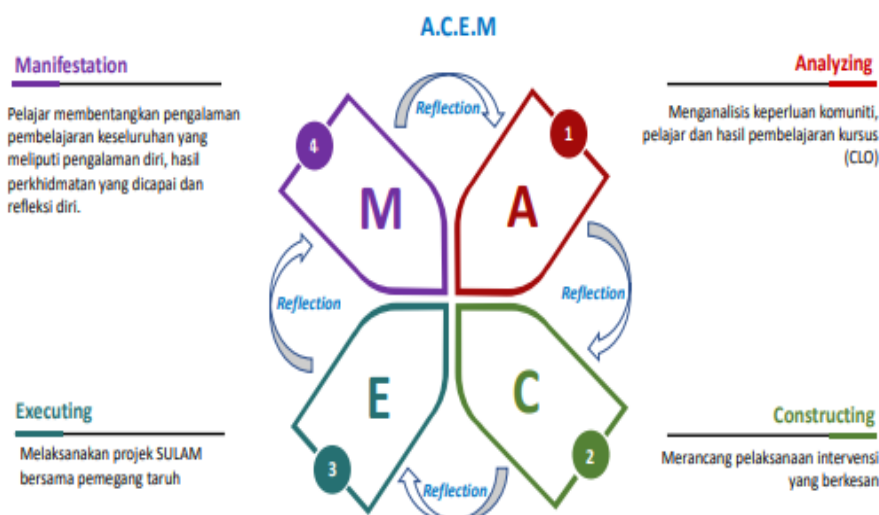 A.C.E.M
Manifestation
Pelajar membentangkan pengalaman
pembelajaran keseluruhan yang
meliputi pengalaman diri, hasil
perkhidmatan yang dicapai dan
refleksi diri.
Analyzing
Menganalisis keperluan komuniti,
pelajar dan hasil pembelajaran kursus
(CLO)
Reflection
4
1
M
A
Reflection
Reflection
E
C
3
2
Reflection
Executing
Melaksanakan projek SULAM
bersama pemegang taruh
Constructing
Merancang pelaksanaan intervensi
yang berkesan